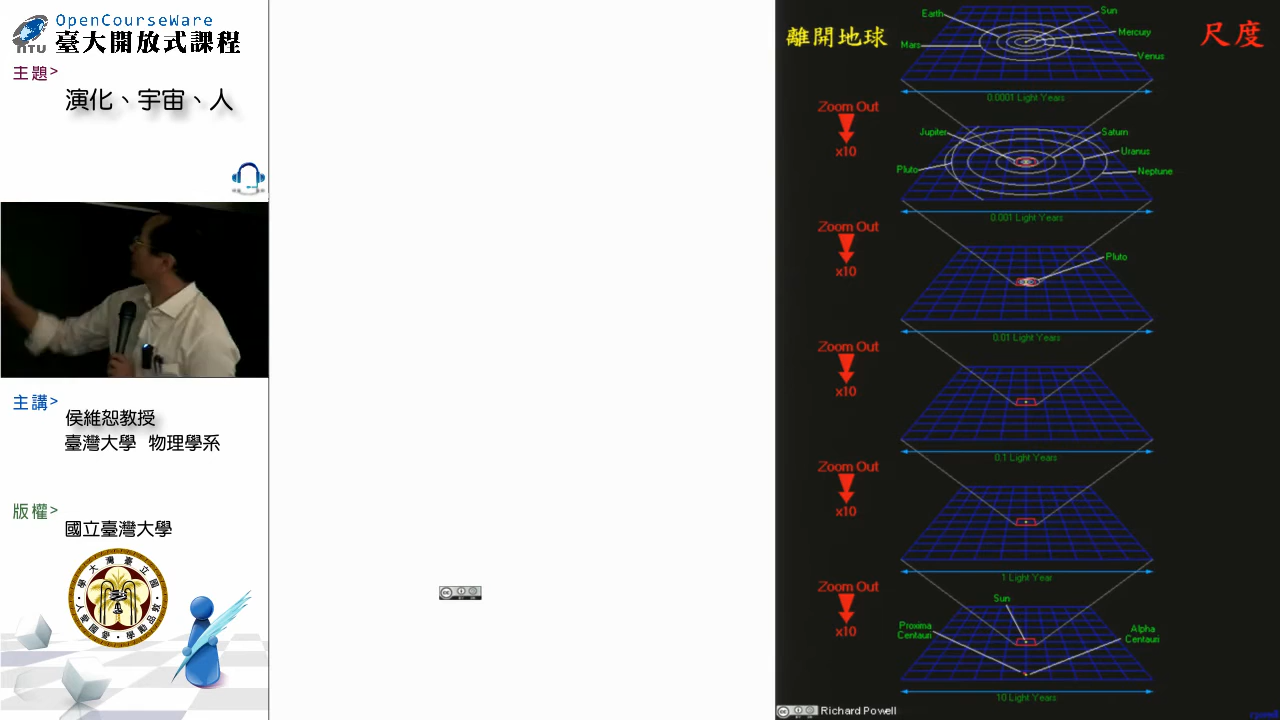 OpenCourseWare
NTU
臺大開放式課程
主題>
演化、宇宙、人
主講>
侯維恕教授
臺灣大學 物理學系
版權>
國立臺灣大學
離開地球
尺度
Earth
Sun
Mercury
Mars
Venus
0.0001 Light Years
Zoom Out
x10
Jupiter
Saturn
Uranus
Pluto
Neptune
0.001 Light Years
Zoom Out
x10
Pluto
0.01 Light Years
Zoom Out
x10
0.1 Light Years
Zoom Out
x10
1 Light Year
Zoom Out
x10
Sun
Proxima
Centauri
Alpha
Centauri
10 Light Years
Richard Powell